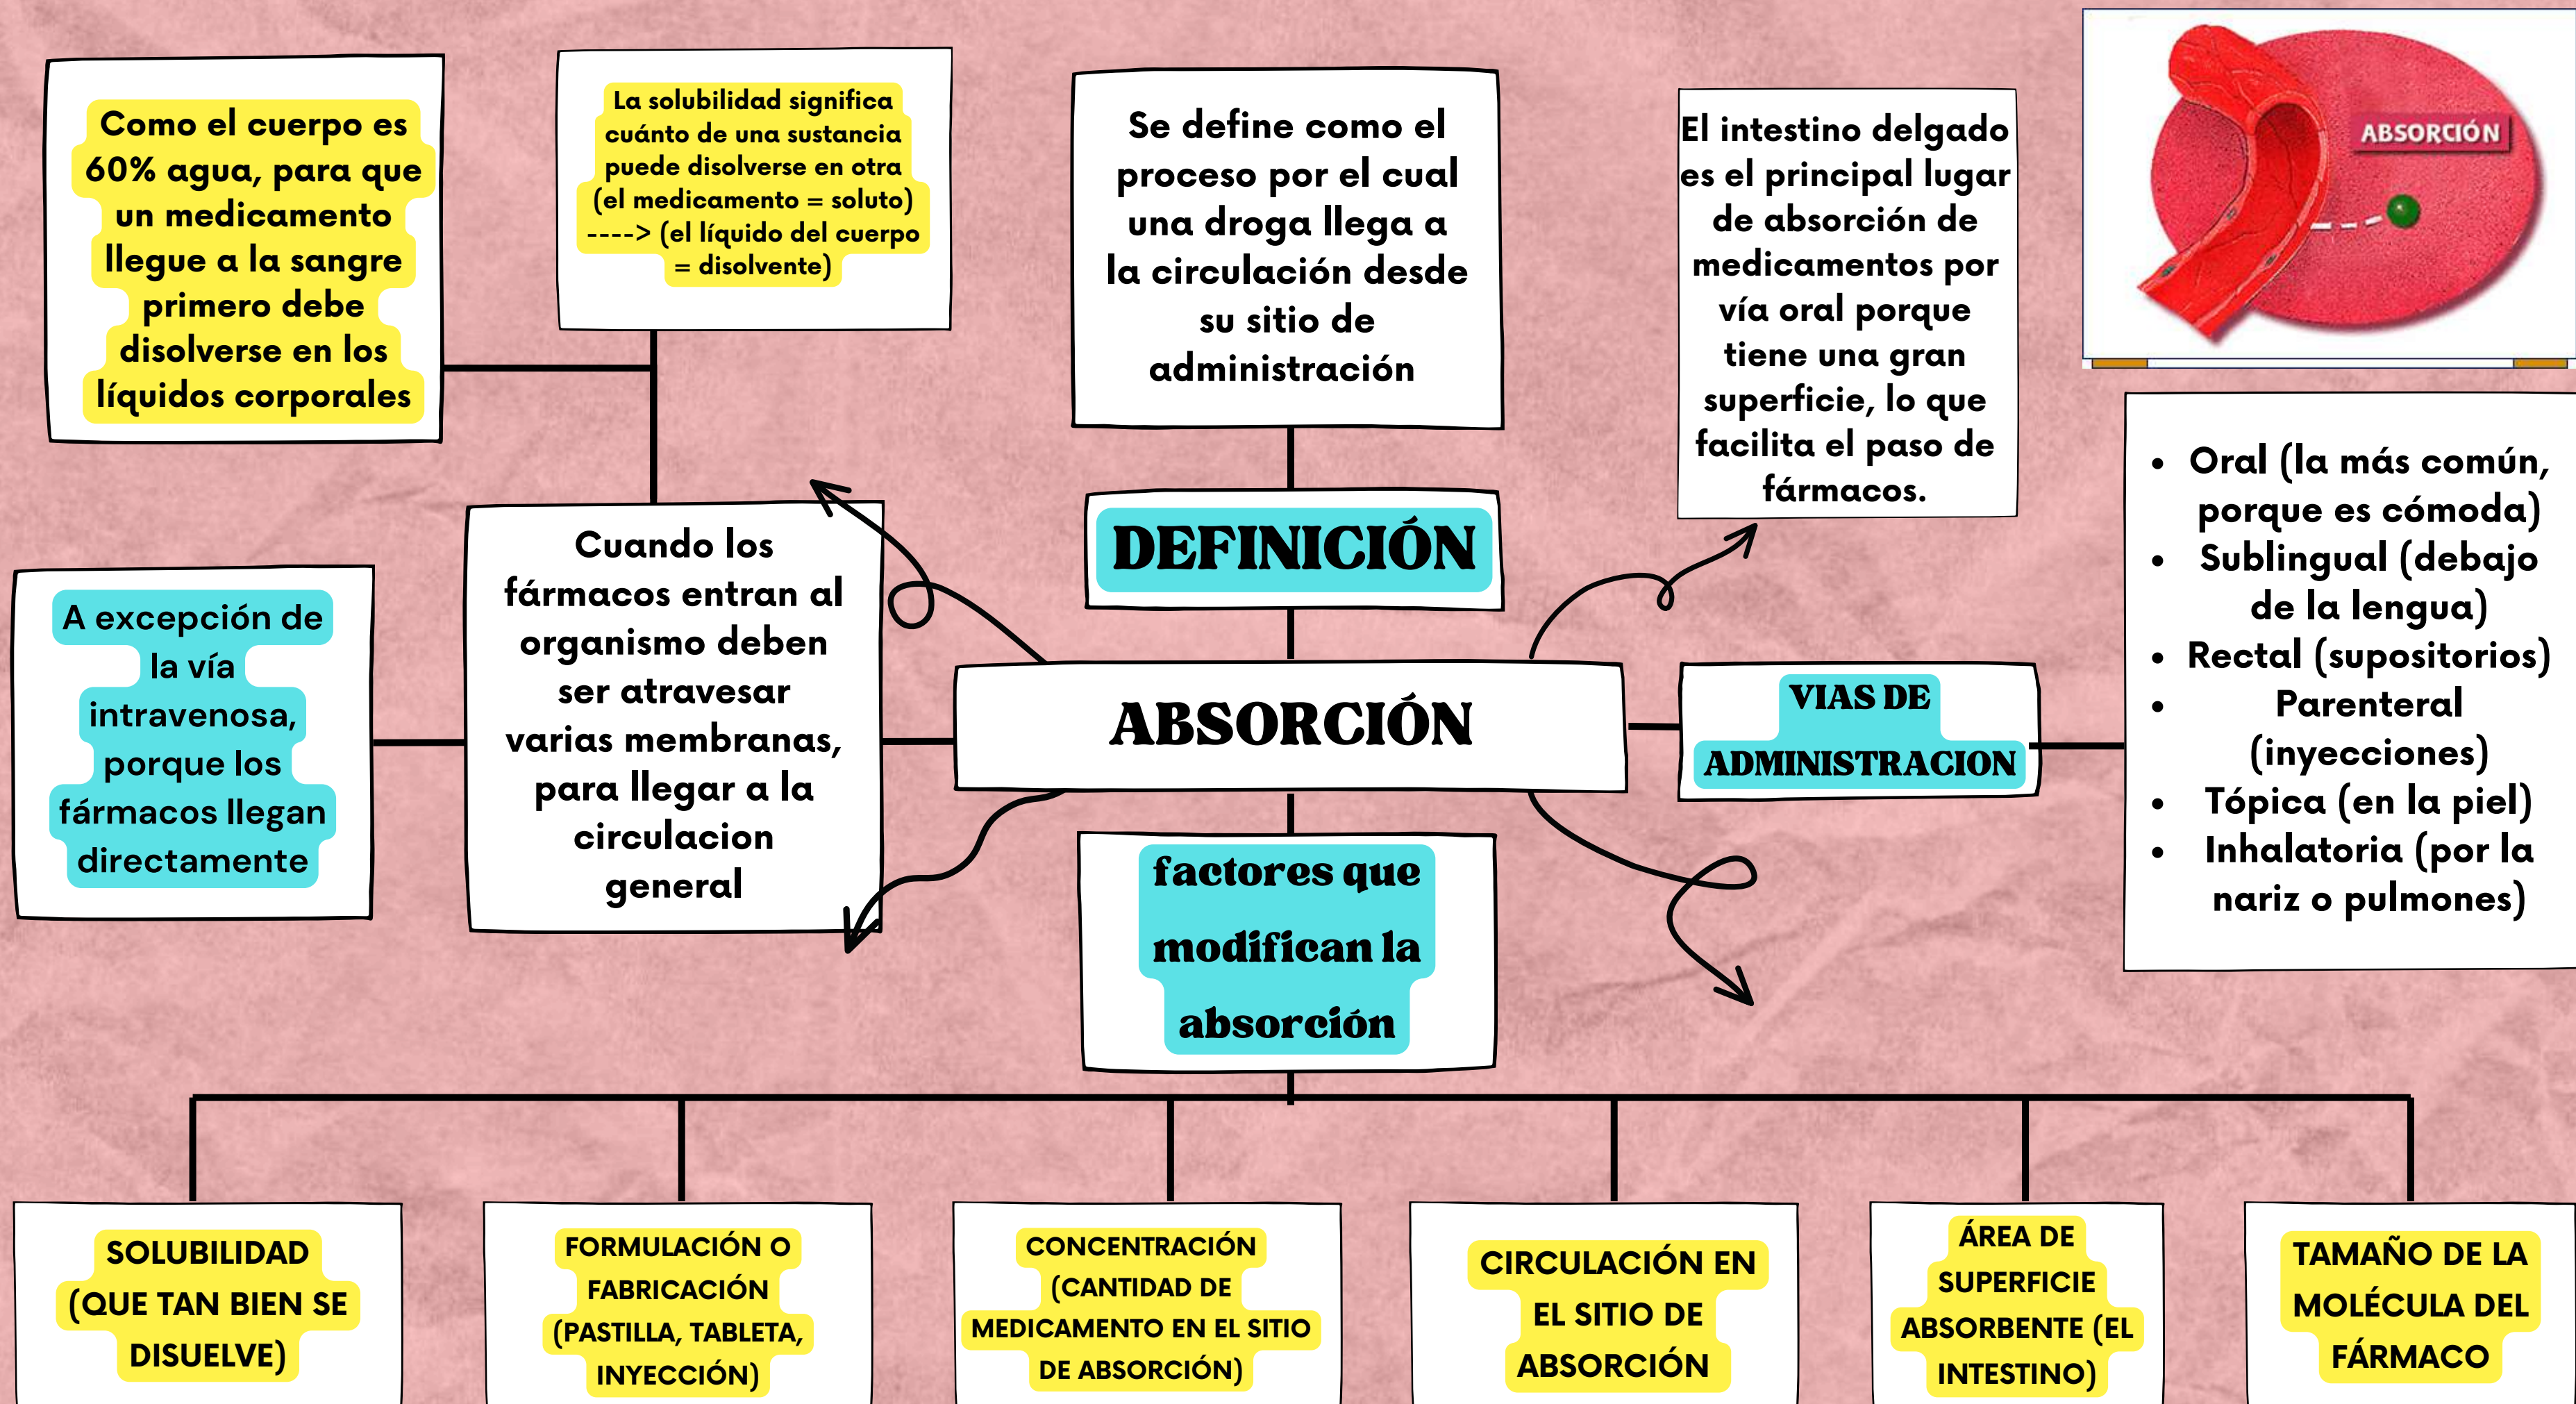 Como el cuerpo es
60% agua, para que
un medicamento
llegue a la sangre
primero debe
disolverse en los
líquidos corporales
La solubilidad significa
cuánto de una sustancia
puede disolverse en otra
(el medicamento = soluto)
----> (el líquido del cuerpo
= disolvente)
Se define como el
proceso por el cual
una droga llega a
la circulación desde
su sitio de
administración
El intestino delgado
es el principal lugar
de absorción de
medicamentos por
vía oral porque
tiene una gran
superficie, lo que
facilita el paso de
fármacos.
ABSORCIÓN
DEFINICIÓN
A excepción de
la vía
intravenosa,
porque los
fármacos llegan
directamente
Cuando los
fármacos entran al
organismo deben
ser atravesar
varias membranas,
para llegar a la
circulacion
general
ABSORCIÓN
VIAS DE
ADMINISTRACION
• Oral (la más común,
porque es cómoda)
• Sublingual (debajo
de la lengua)
• Rectal (supositorios)
• Parenteral
(inyecciones)
• Tópica (en la piel)
• Inhalatoria (por la
nariz o pulmones)
factores que
modifican la
absorción
SOLUBILIDAD
(QUE TAN BIEN SE
DISUELVE)
FORMULACIÓN O
FABRICACIÓN
(PASTILLA, TABLETA,
INYECCIÓN)
CONCENTRACIÓN
(CANTIDAD DE
MEDICAMENTO EN EL SITIO
DE ABSORCIÓN)
CIRCULACIÓN EN
EL SITIO DE
ABSORCIÓN
ÁREA DE
SUPERFICIE
ABSORBENTE (EL
INTESTINO)
TAMAÑO DE LA
MOLÉCULA DEL
FÁRMACO